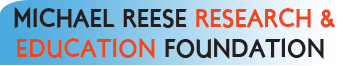 MICHAEL REESE RESEARCH &
EDUCATION FOUNDATION